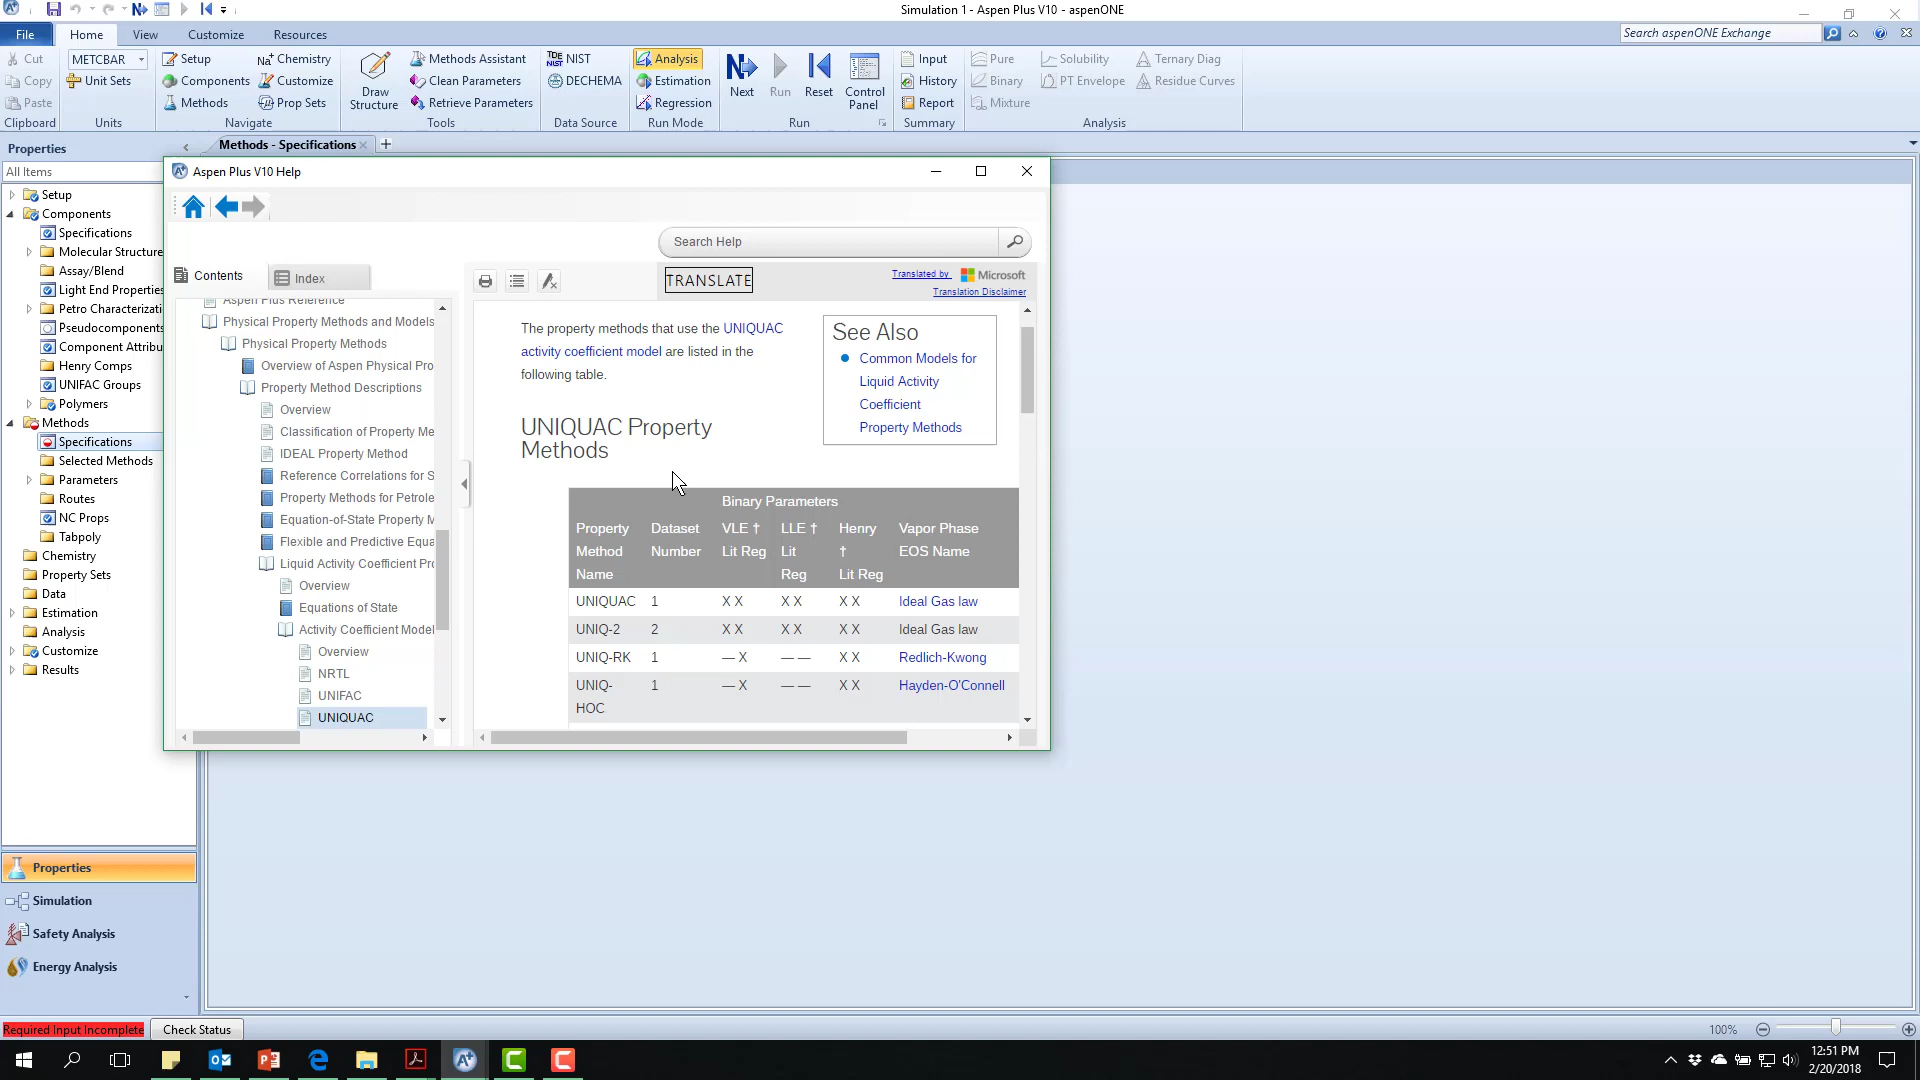 Simulation 1 - Aspen Plus V10 - aspenONE
File Home View Customize Resources
Search aspenONE Exchange
Cut METCBAR Setup Chemistry Methods Assistant NIST Analysis Input Pure Solubility Ternary Diag
Copy Unit Sets Components Customize Clean Parameters DECHEMA Estimation History Binary PT Envelope Residue Curves
Paste Methods Prop Sets Draw Structure Retrieve Parameters Regression Next Run Reset Control Panel Report Mixture
Clipboard Units Navigate Tools Data Source Run Mode Run Summary Analysis
Properties
Methods - Specifications
All Items
Setup
Components
Specifications
Molecular Structure
Assay/Blend
Light End Properties
Petro Characterizati
Pseudocomponents
Component Attribu
Henry Comps
UNIFAC Groups
Polymers
Methods
Specifications
Selected Methods
Parameters
Routes
NC Props
Tabpoly
Chemistry
Property Sets
Data
Estimation
Analysis
Customize
Results
Properties
Simulation
Safety Analysis
Energy Analysis
Aspen Plus V10 Help
Search Help
Contents Index
TRANSLATE
Translated by Microsoft
Translation Disclaimer
Aspen Plus Reference
Physical Property Methods and Models
Physical Property Methods
Overview of Aspen Physical Pro
Property Method Descriptions
Overview
Classification of Property Me
IDEAL Property Method
Reference Correlations for S
Property Methods for Petrole
Equation-of-State Property M
Flexible and Predictive Equa
Liquid Activity Coefficient Pro
Overview
Equations of State
Activity Coefficient Model
Overview
NRTL
UNIFAC
UNIQUAC
The property methods that use the UNIQUAC
activity coefficient model are listed in the
following table.
See Also
Common Models for
Liquid Activity
Coefficient
Property Methods
UNIQUAC Property
Methods
Binary Parameters
Property Dataset VLE † LLE † Henry Vapor Phase
Method Number Lit Reg Lit † EOS Name
Name Reg Lit Reg
UNIQUAC 1 X X X X X X Ideal Gas law
UNIQ-2 2 X X X X X X Ideal Gas law
UNIQ-RK 1 — X — — X X Redlich-Kwong
UNIQ- 1 — X — — X X Hayden-O'Connell
HOC
Required Input Incomplete Check Status
100%
12:51 PM
2/20/2018